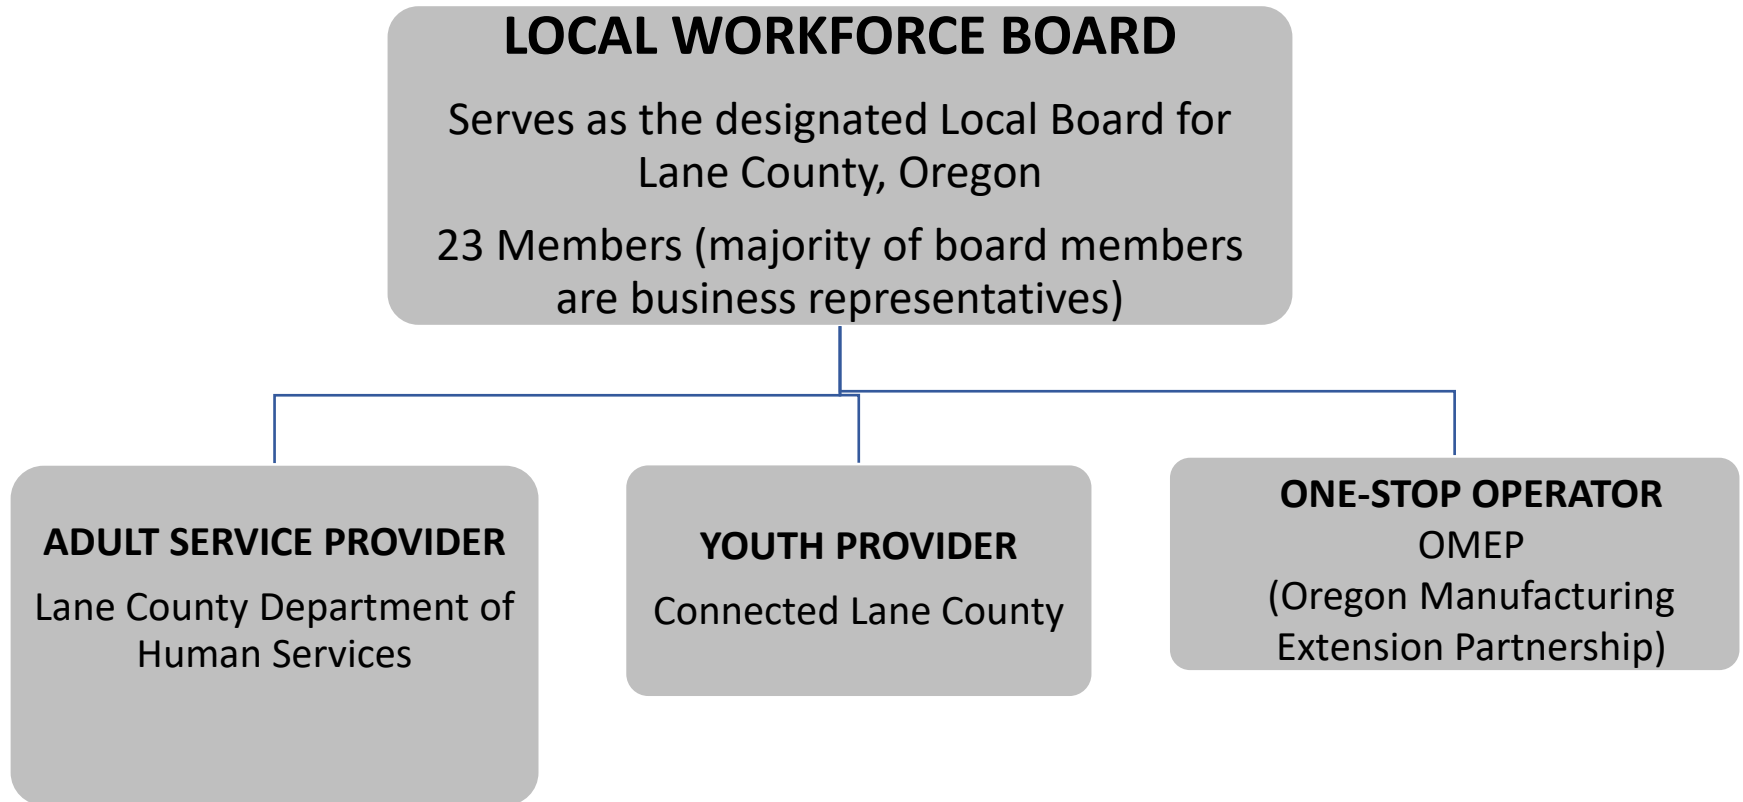 LOCAL WORKFORCE BOARD
Serves as the designated Local Board for
Lane County, Oregon
23 Members (majority of board members
are business representatives)
ADULT SERVICE PROVIDER
Lane County Department of
Human Services
YOUTH PROVIDER
Connected Lane County
ONE-STOP OPERATOR
OMEP
(Oregon Manufacturing
Extension Partnership)